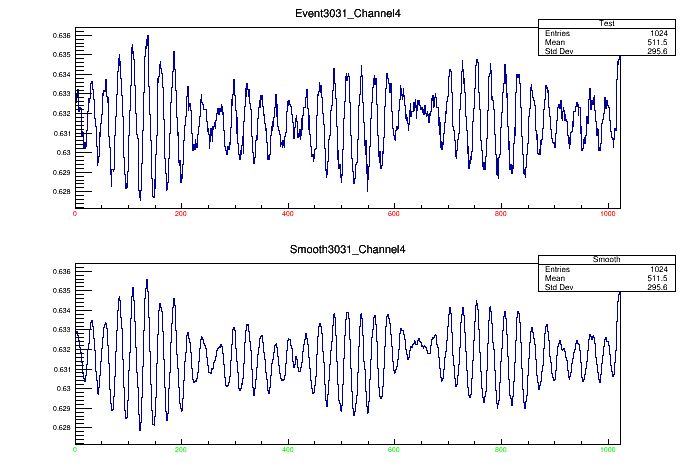 Event3031_Channel4
Test
Entries 1024
Mean 511.5
Std Dev 295.6
0.636
0.635
0.634
0.633
0.632
0.631
0.63
0.629
0.628
0 200 400 600 800 1000
Smooth3031_Channel4
Smooth
Entries 1024
Mean 511.5
Std Dev 295.6
0.636
0.635
0.634
0.633
0.632
0.631
0.63
0.629
0.628
0 200 400 600 800 1000